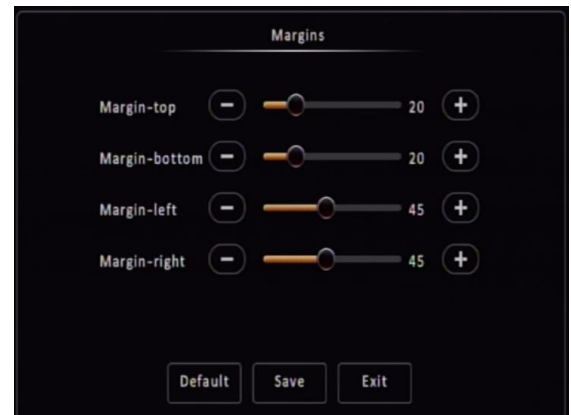 Margins
Margin-top - 20 +
Margin-bottom - 20 +
Margin-left - 45 +
Margin-right - 45 +
Default Save Exit